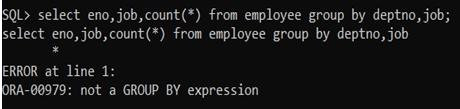 SQL> select eno,job,count(*) from employee group by deptno,job;
select eno,job,count(*) from employee group by deptno,job
       *
ERROR at line 1:
ORA-00979: not a GROUP BY expression